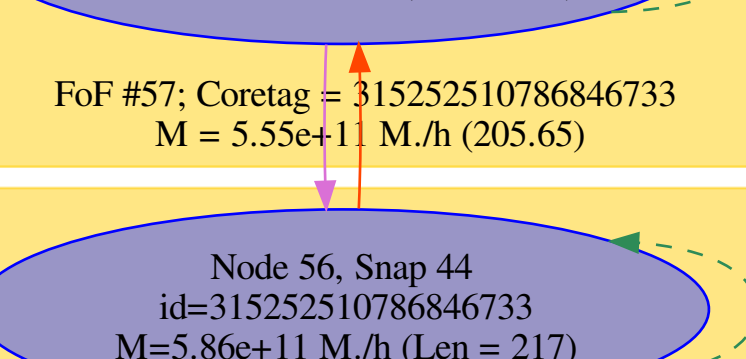 FoF #57; Coretag = 315252510786846733
M = 5.55e+11 M./h (205.65)
Node 56, Snap 44
id=315252510786846733
M=5.86e+11 M./h (Len = 217)